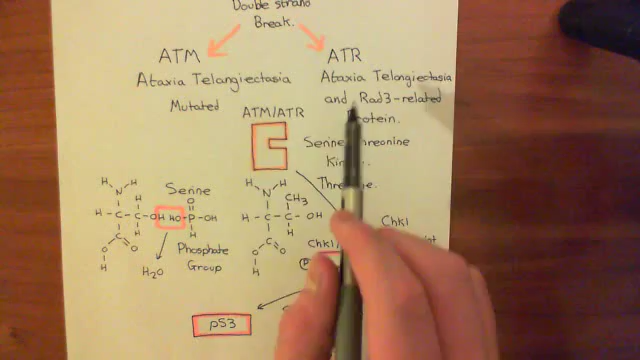 Double strand
Break.
ATM
ATR
Ataxia Telangiectasia
Mutated
Ataxia Telangiectasia
and Rad3-related
ATM/ATR
Serine
Kin
Serine
Phosphate
Group
H
H
N
H
C
C
OH
HO
P
OH
O
H
H
H
C
O
O
H
H₂O
H
H
N
CH₃
H
C
C
OH
H
C
O
O
H
Chk1
Chk1/
p53